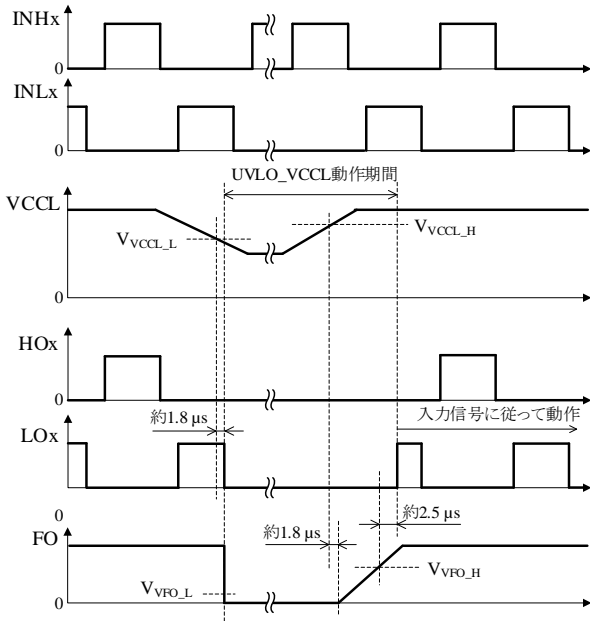 INHx
0
INLx
0
UVLO_VCCL動作期間
VCCL
VVCCL_L
VVCCL_H
0
HOx
0
入力信号に従って動作
約1.8 μs
LOx
0
約2.5 μs
約1.8 μs
FO
VVFO_H
VVFO_L
0